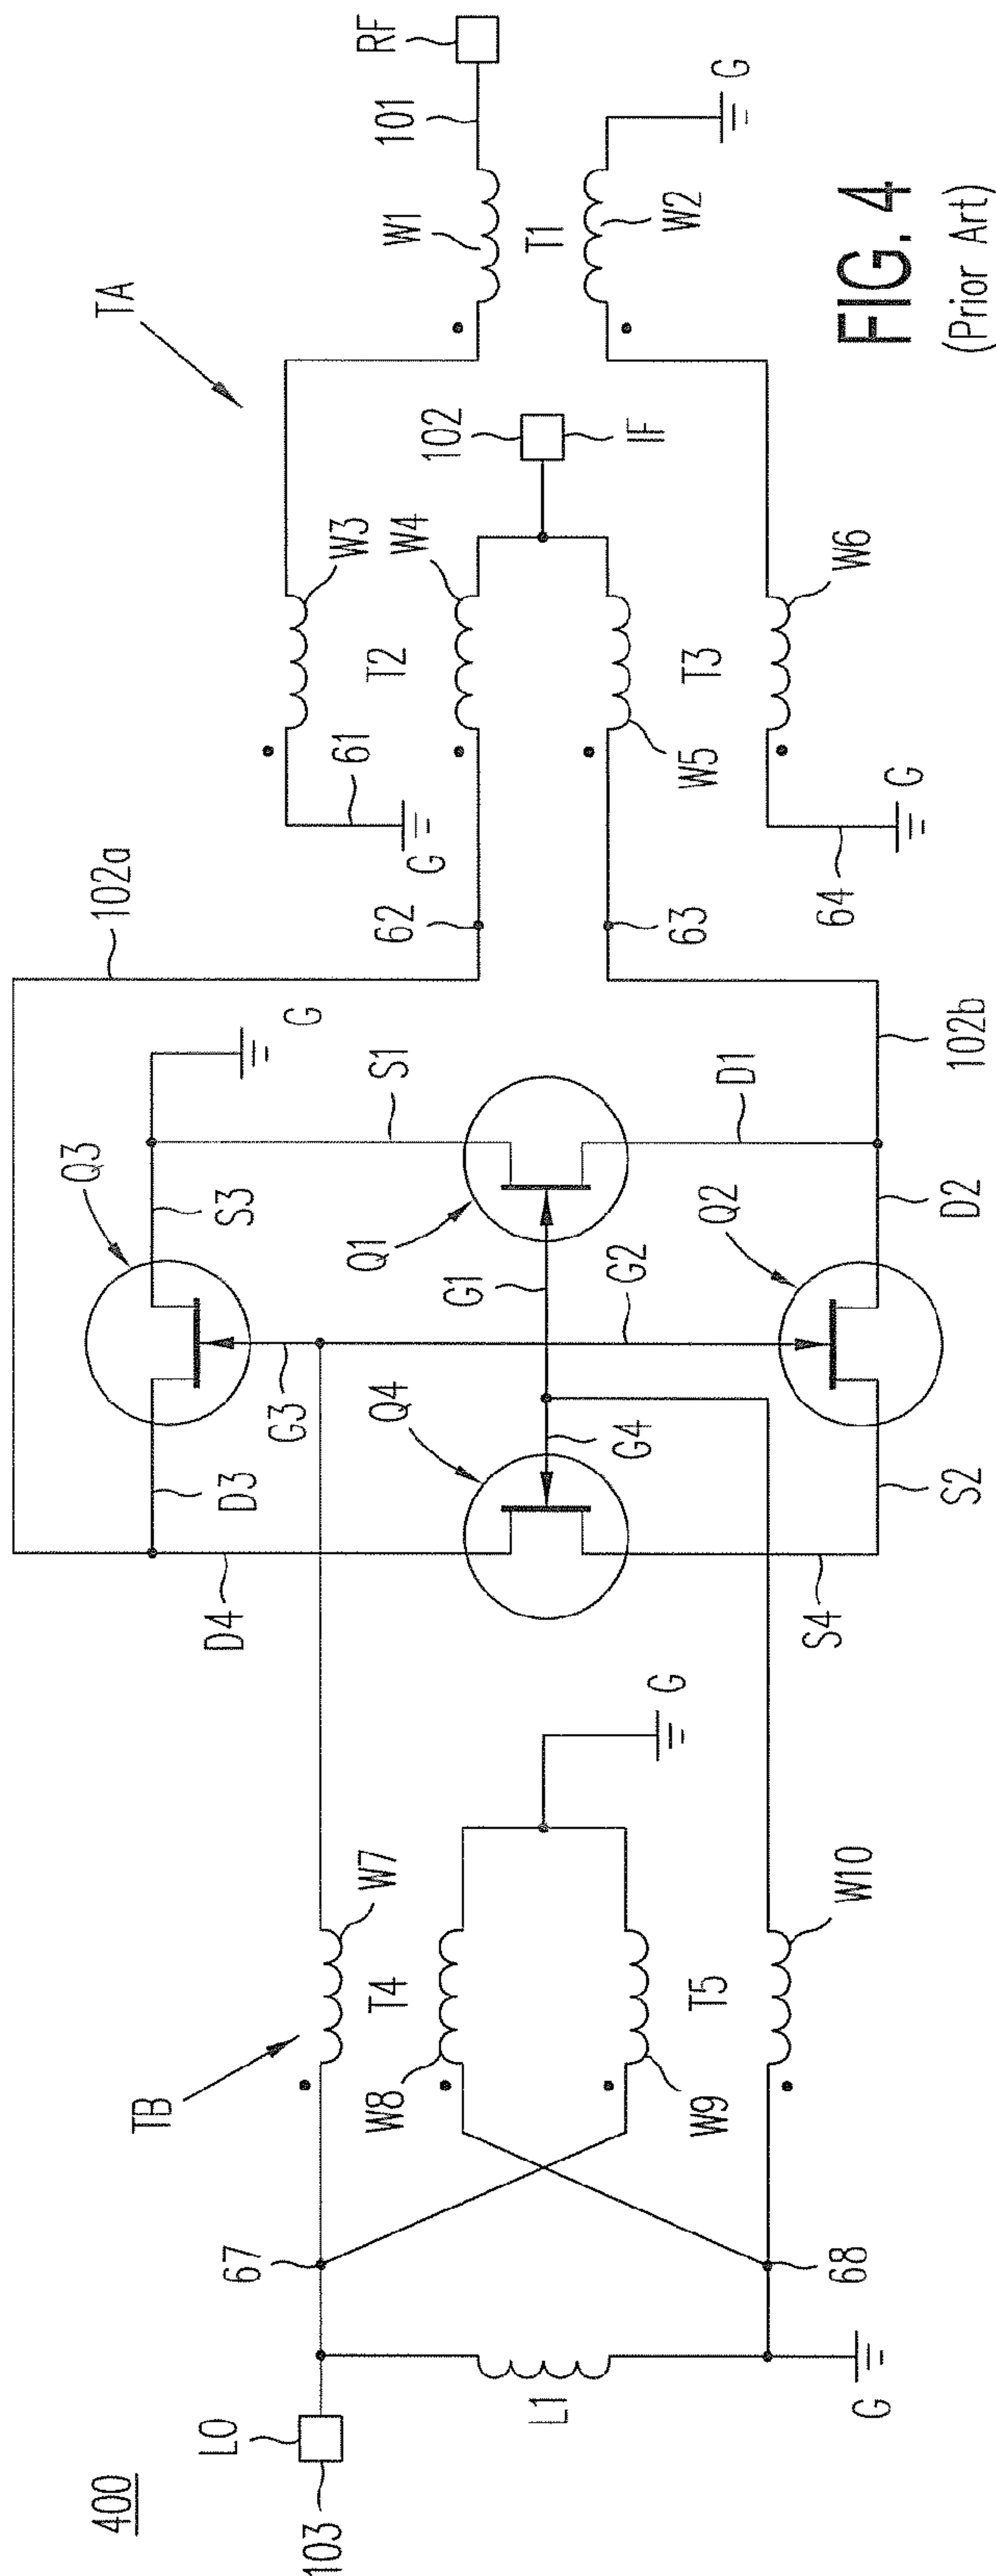 400
103
LO
L1
G
67
68
TB
W7
W8
T4
W9
T5
W10
G
D4
D3
G3
Q3
S3
G
S1
102a
Q4
G4
G1
Q1
G2
Q2
S4
S2
D2
D1
102b
62
63
61
G
64
G
T2
W3
W4
W5
T3
W6
102
IF
TA
W1
T1
W2
101
RF
G
FIG. 4
(Prior Art)